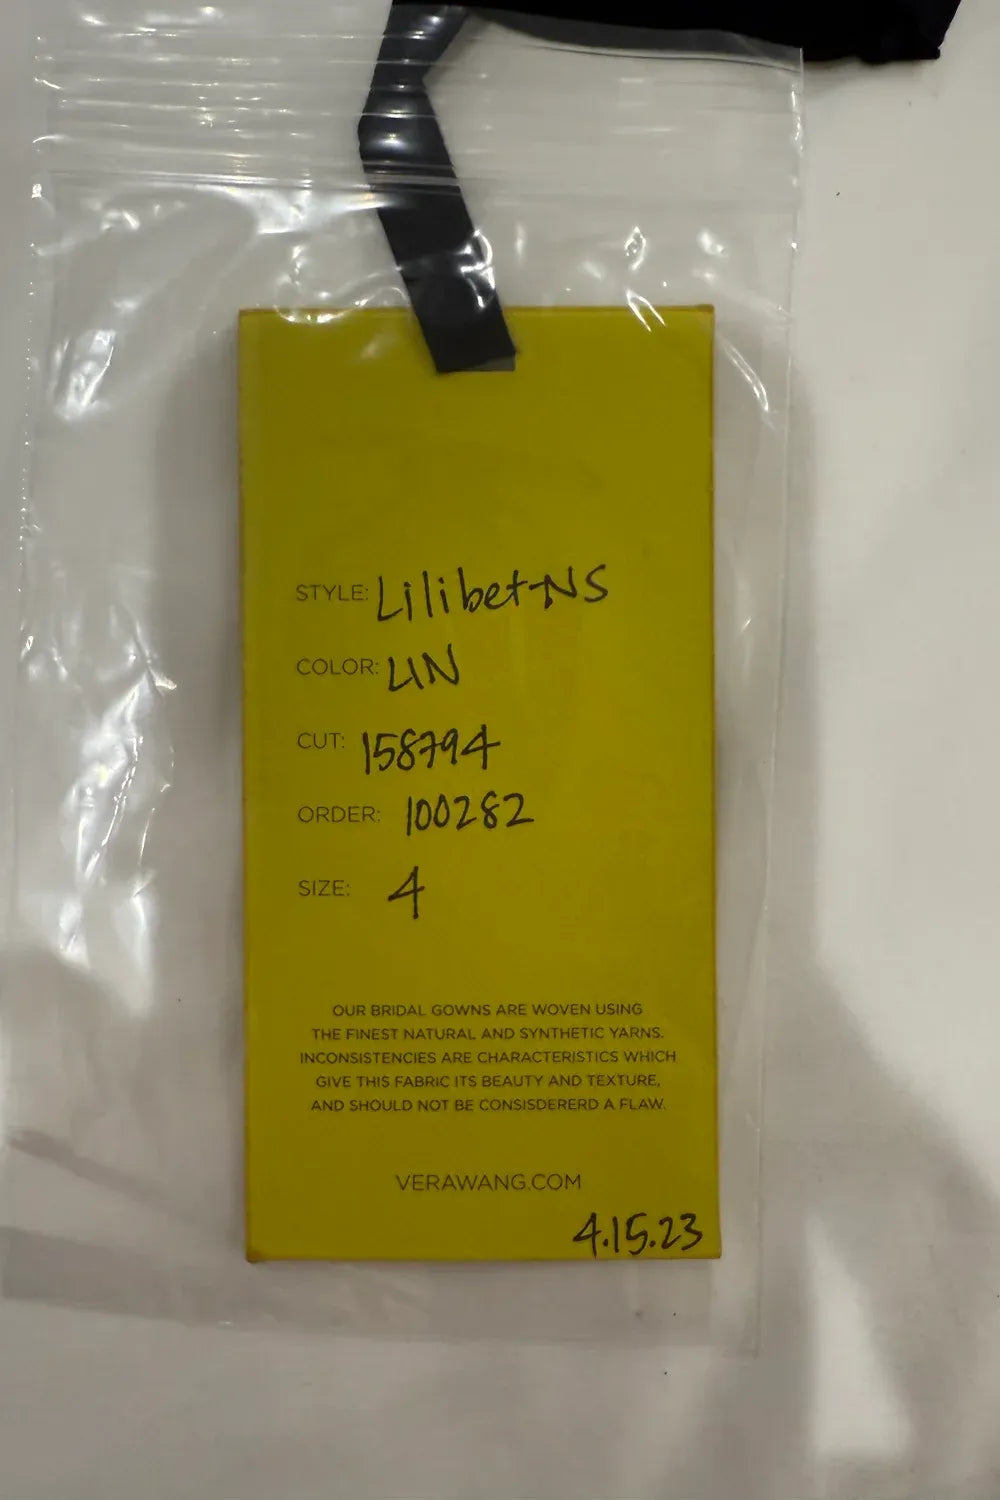 STYLE: Lilibet-NS
COLOR: LIN
CUT: 158794
ORDER: 100282
SIZE: 4
OUR BRIDAL GOWNS ARE WOVEN USING
THE FINEST NATURAL AND SYNTHETIC YARNS.
INCONSISTENCIES ARE CHARACTERISTICS WHICH
GIVE THIS FABRIC ITS BEAUTY AND TEXTURE,
AND SHOULD NOT BE CONSISDERERD A FLAW.
VERAWANG.COM
4.15.23